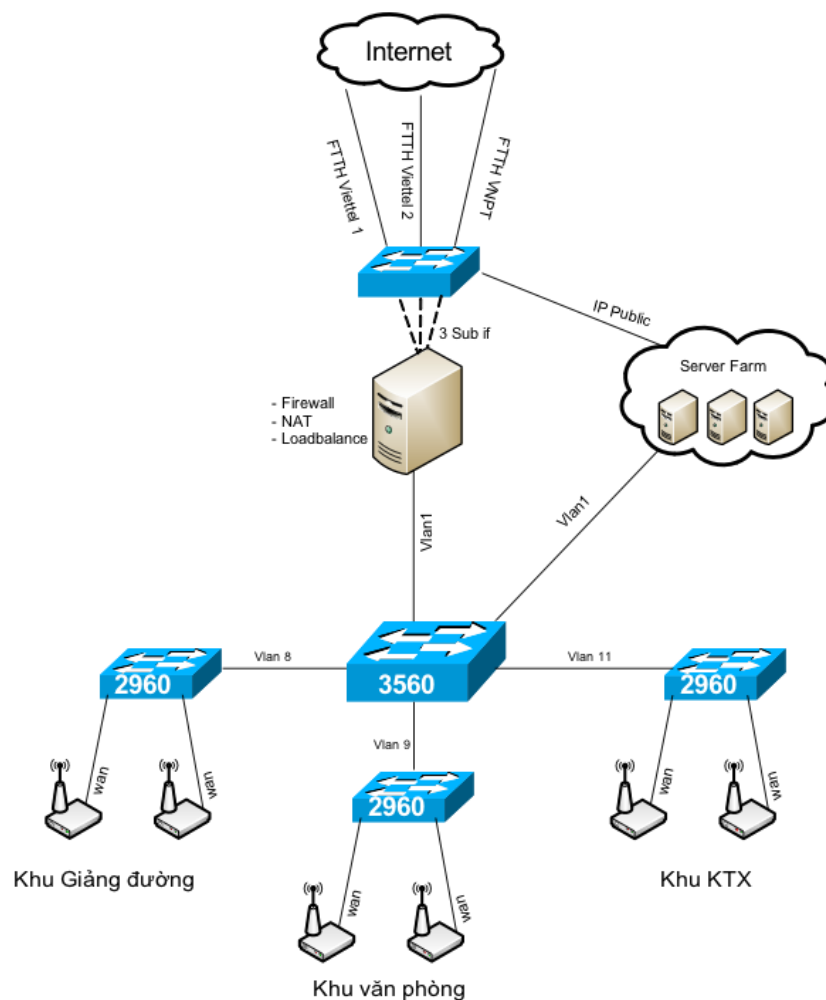 Internet
FTTH Viettel 1
FTTH Viettel 2
FTTH VNPT
3 Sub if
IP Public
Server Farm
- Firewall
- NAT
- Loadbalance
Vlan1
Vlan1
Vlan 8
Vlan 11
2960
3560
2960
Vlan 9
2960
wan
wan
wan
wan
wan
wan
Khu Giảng đường
Khu KTX
Khu văn phòng